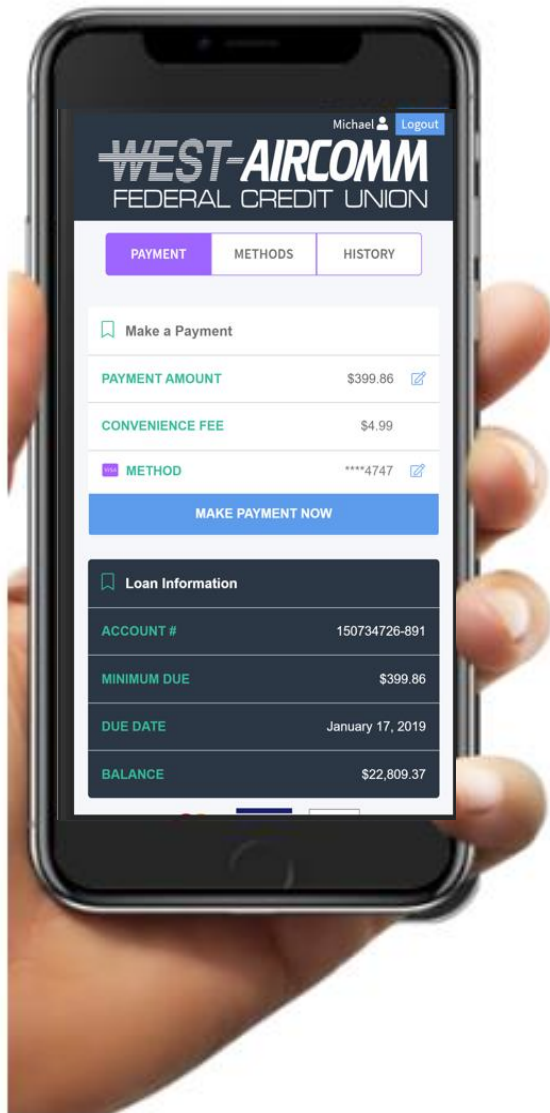 Michael Logout
WEST-AIRCOMM
FEDERAL CREDIT UNION
PAYMENT METHODS HISTORY
Make a Payment
PAYMENT AMOUNT $399.86
CONVENIENCE FEE $4.99
VISA METHOD ****4747
MAKE PAYMENT NOW
Loan Information
ACCOUNT # 150734726-891
MINIMUM DUE $399.86
DUE DATE January 17, 2019
BALANCE $22,809.37